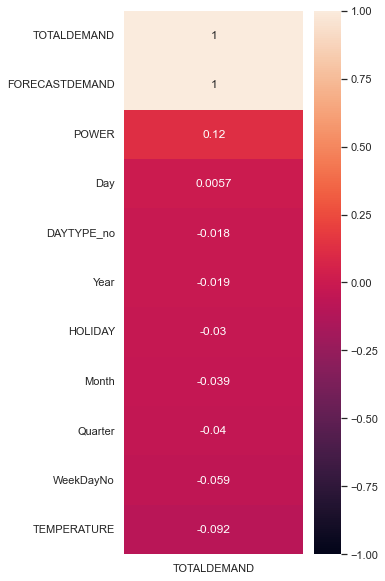 TOTALDEMAND 1
FORECASTDEMAND 1
POWER 0.12
Day 0.0057
DAYTYPE_no -0.018
Year -0.019
HOLIDAY -0.03
Month -0.039
Quarter -0.04
WeekDayNo -0.059
TEMPERATURE -0.092
TOTALDEMAND
1.00
0.75
0.50
0.25
0.00
−0.25
−0.50
−0.75
−1.00